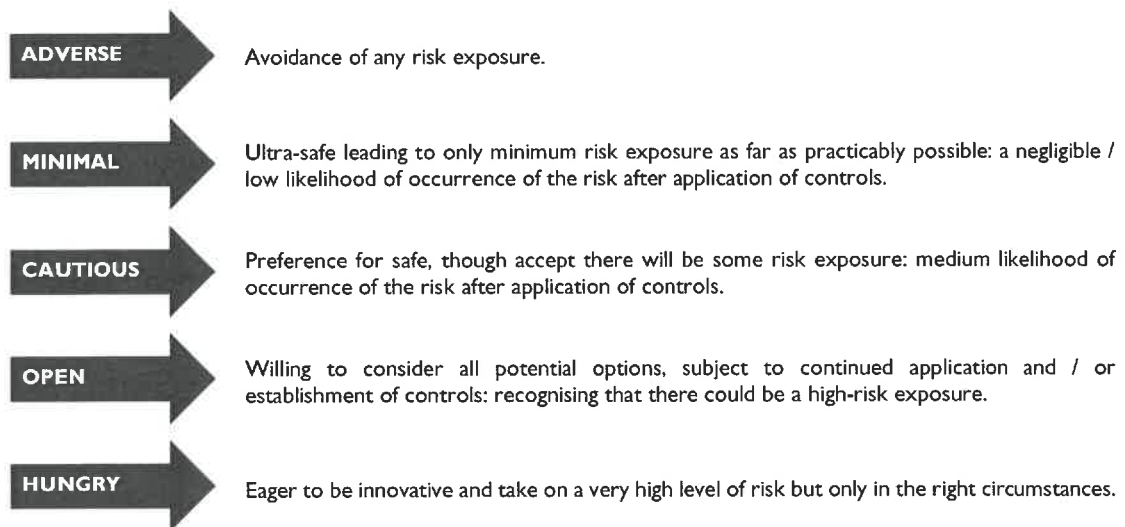 ADVERSE
Avoidance of any risk exposure.
MINIMAL
Ultra-safe leading to only minimum risk exposure as far as practicably possible: a negligible /
low likelihood of occurrence of the risk after application of controls.
CAUTIOUS
Preference for safe, though accept there will be some risk exposure: medium likelihood of
occurrence of the risk after application of controls.
OPEN
Willing to consider all potential options, subject to continued application and / or
establishment of controls: recognising that there could be a high-risk exposure.
HUNGRY
Eager to be innovative and take on a very high level of risk but only in the right circumstances.